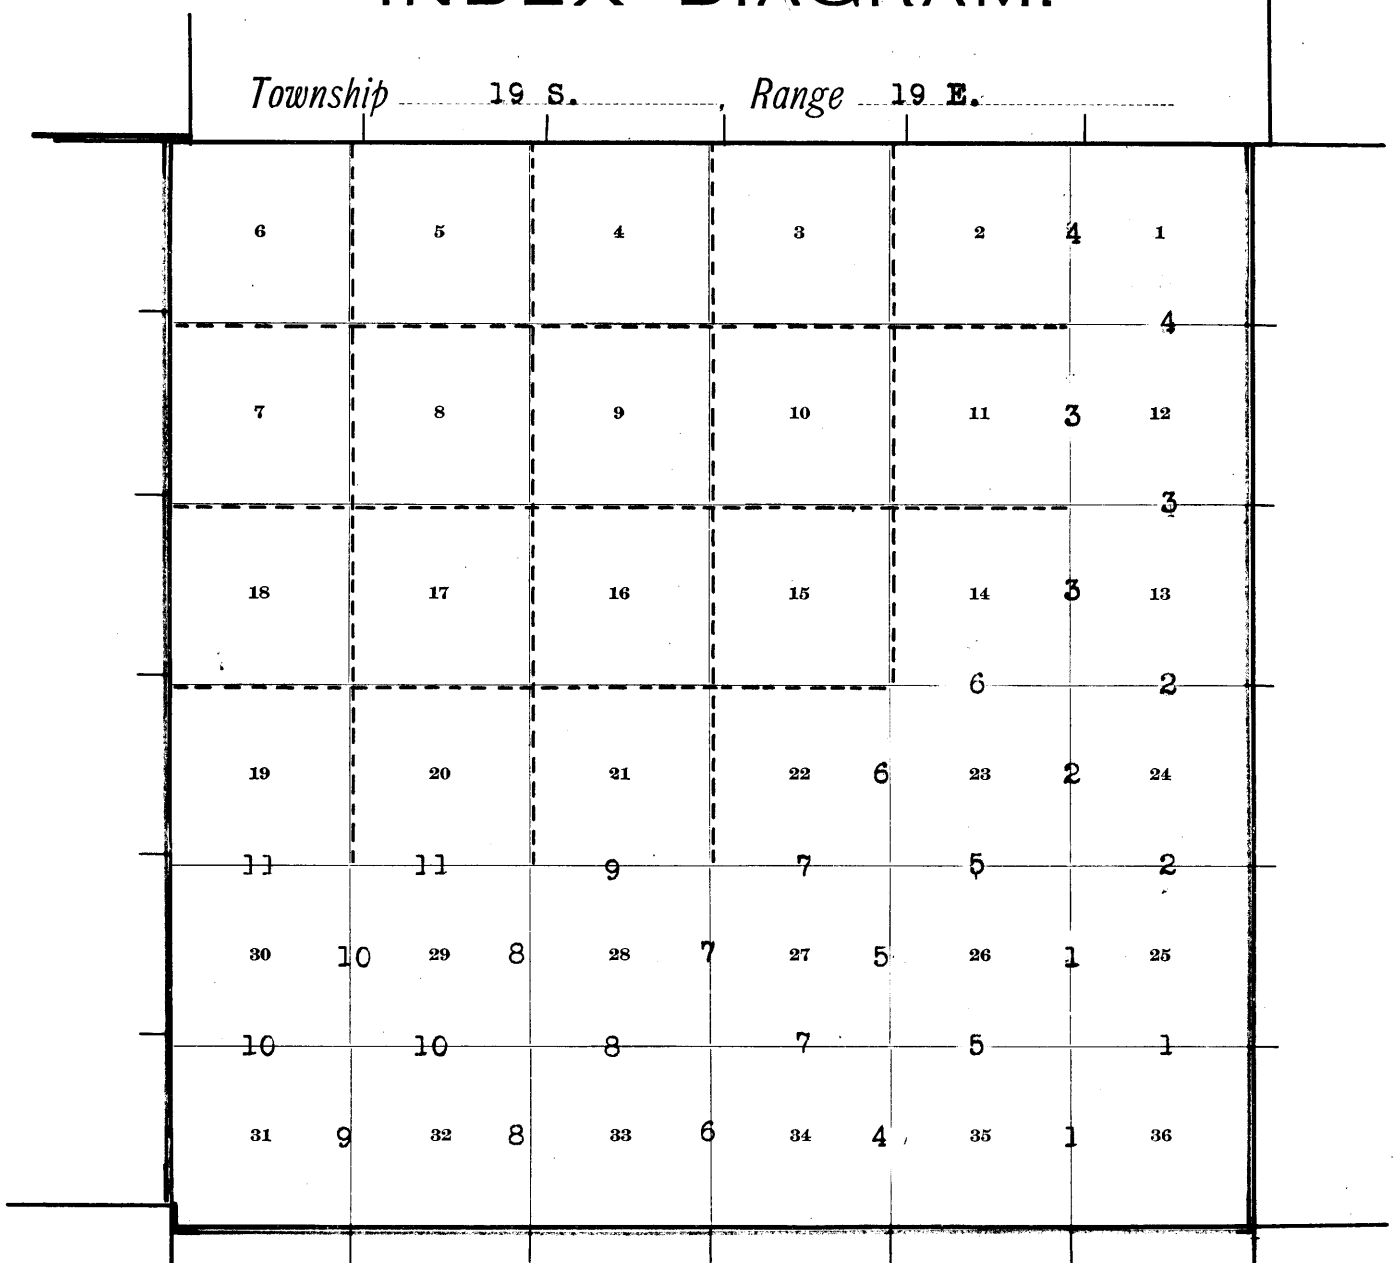 INDEX DIAGRAM.
Township 19 S. , Range 19 E.
6 5 4 3 2 4 1
4
7 8 9 10 11 3 12
3
18 17 16 15 14 3 13
6 2
19 20 21 22 6 23 2 24
11 11 9 7 5 2
30 10 29 8 28 7 27 5 26 1 25
10 10 8 7 5 1
31 9 32 8 33 6 34 4 35 1 36